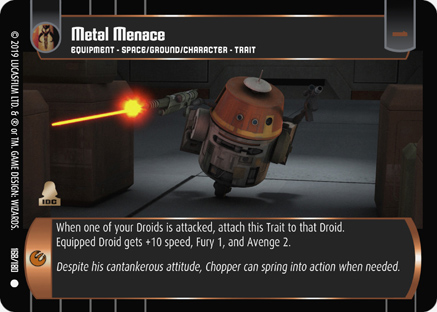 Metal Menace
EQUIPMENT - SPACE/GROUND/CHARACTER - TRAIT
When one of your Droids is attacked, attach this Trait to that Droid.
Equipped Droid gets +10 speed, Fury 1, and Avenge 2.
Despite his cantankerous attitude, Chopper can spring into action when needed.
IDC
© 2019 LUCASFILM LTD. & ® or TM. GAME DESIGN: WIZARDS.